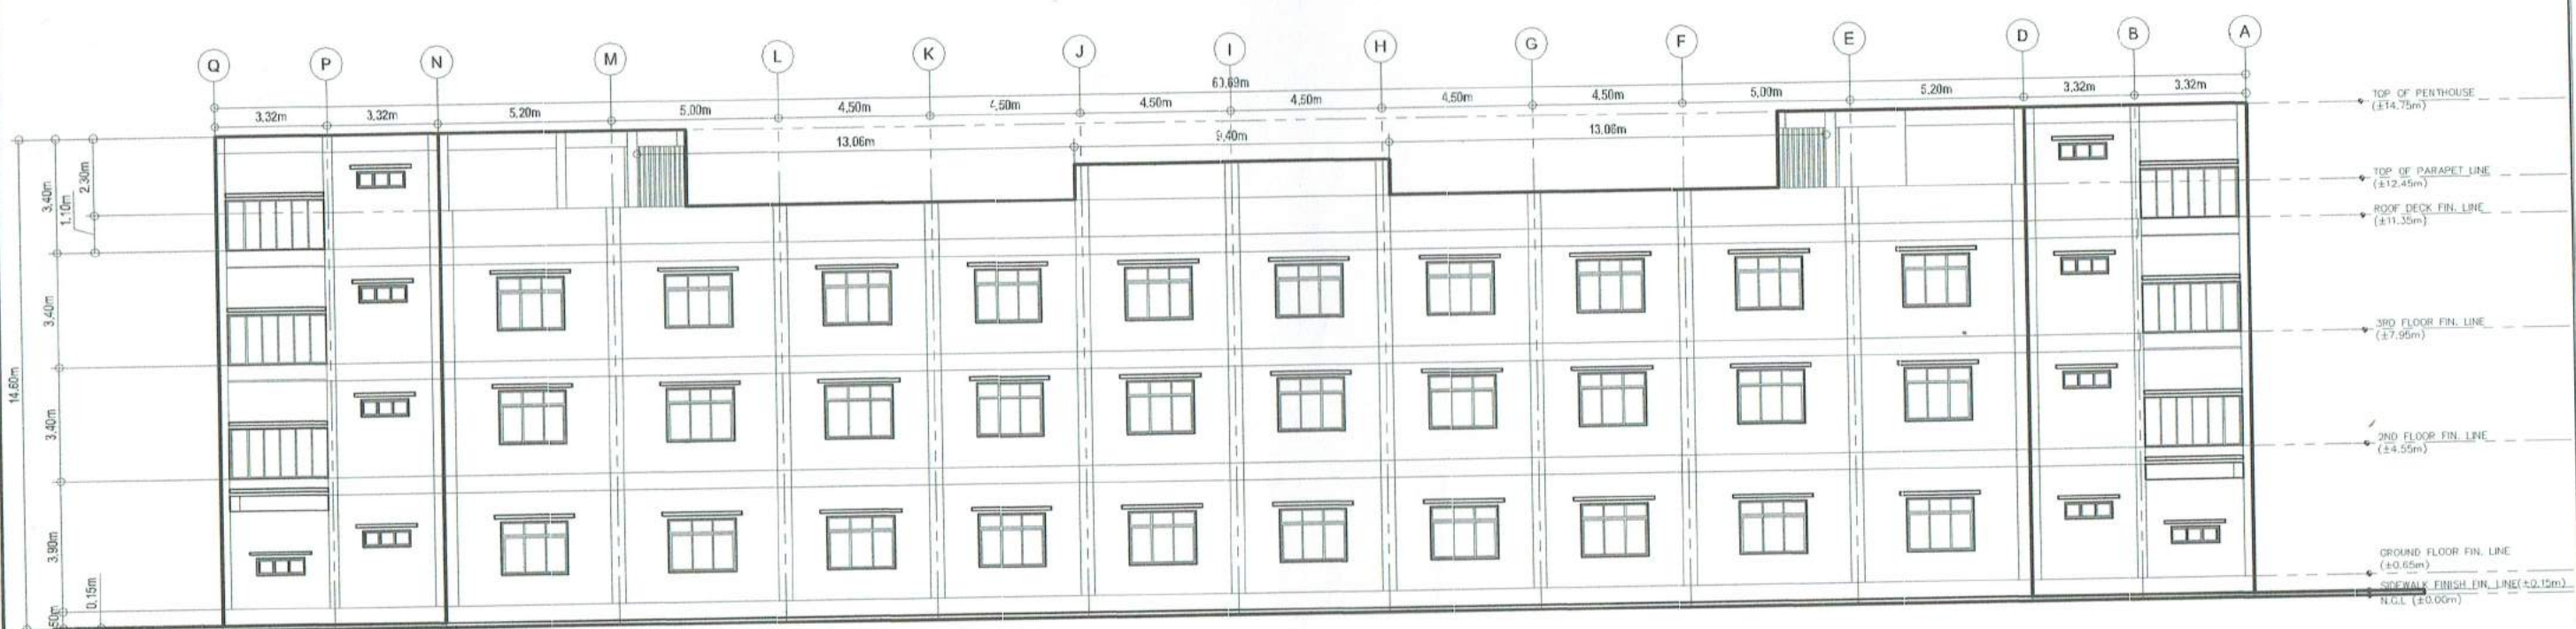 Q P N M L K J I H G F E D B A
60.69m
3.32m 3.32m 5.20m 5.00m 4.50m 4.50m 4.50m 4.50m 4.50m 4.50m 5.00m 5.20m 3.32m 3.32m
13.06m 9.40m 13.06m
TOP OF PENTHOUSE
(±14.75m)
TOP OF PARAPET LINE
(±12.45m)
ROOF DECK FIN. LINE
(±11.35m)
3RD FLOOR FIN. LINE
(±7.95m)
2ND FLOOR FIN. LINE
(±4.55m)
GROUND FLOOR FIN. LINE
(±0.65m)
SIDEWALK FINISH FIN. LINE(±0.15m)
N.G.L (±0.00m)
14.60m
3.40m
1.10m
2.30m
3.40m
3.40m
3.90m
0.15m